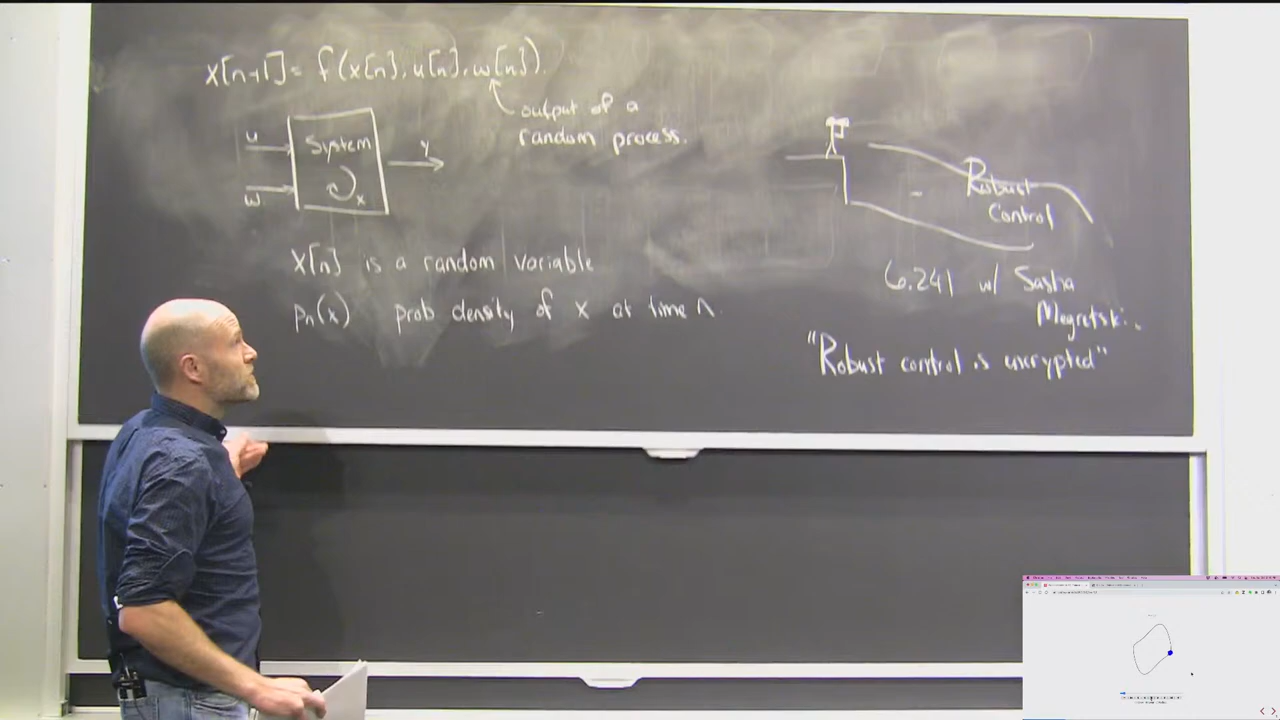 x[n+1] = f(x[n], u[n], w[n]).
output of a
random process.
u
System
y
w
x
x[n] is a random variable
pₙ(x) prob density of x at time n.
Robust
Control
6.241 w/ Sasha
Megretski.
"Robust control is encrypted"